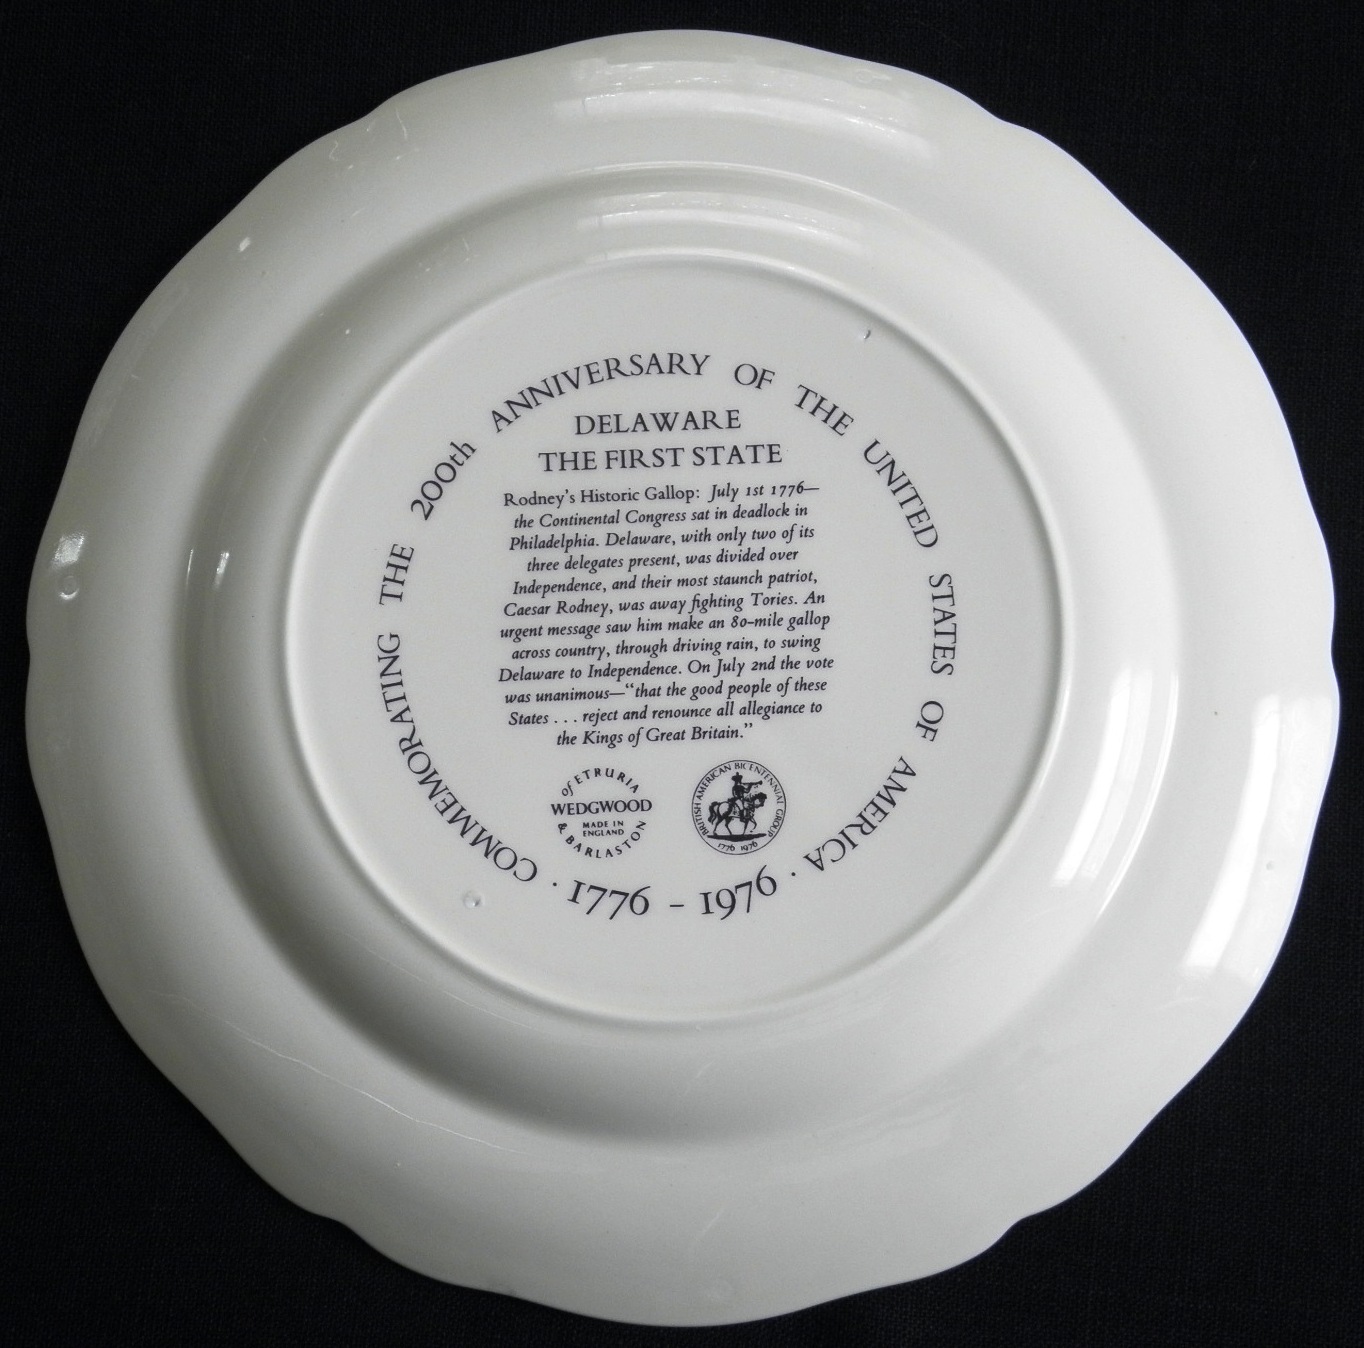 COMMEMORATING THE 200th ANNIVERSARY OF THE UNITED STATES OF AMERICA ·
1776 – 1976 ·
DELAWARE
THE FIRST STATE
Rodney's Historic Gallop: July 1st 1776—
the Continental Congress sat in deadlock in
Philadelphia. Delaware, with only two of its
three delegates present, was divided over
Independence, and their most staunch patriot,
Caesar Rodney, was away fighting Tories. An
urgent message saw him make an 80-mile gallop
across country, through driving rain, to swing
Delaware to Independence. On July 2nd the vote
was unanimous—"that the good people of these
States . . . reject and renounce all allegiance to
the Kings of Great Britain."
of ETRURIA
WEDGWOOD
MADE IN
ENGLAND
& BARLASTON
BRITISH AMERICAN BICENTENNIAL GROUP
1776 1976